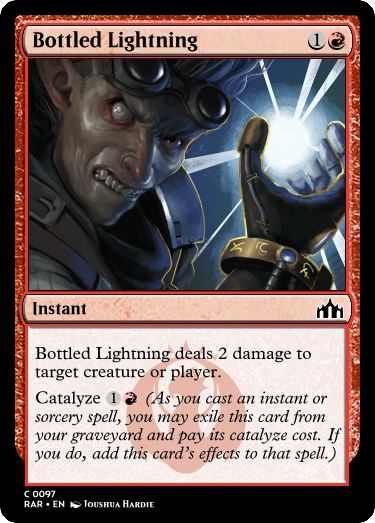 Bottled Lightning 1
Instant
Bottled Lightning deals 2 damage to
target creature or player.
Catalyze 1 (As you cast an instant or
sorcery spell, you may exile this card
from your graveyard and pay its catalyze cost. If
you do, add this card's effects to that spell.)
C 0097
RAR • EN Joushua Hardie